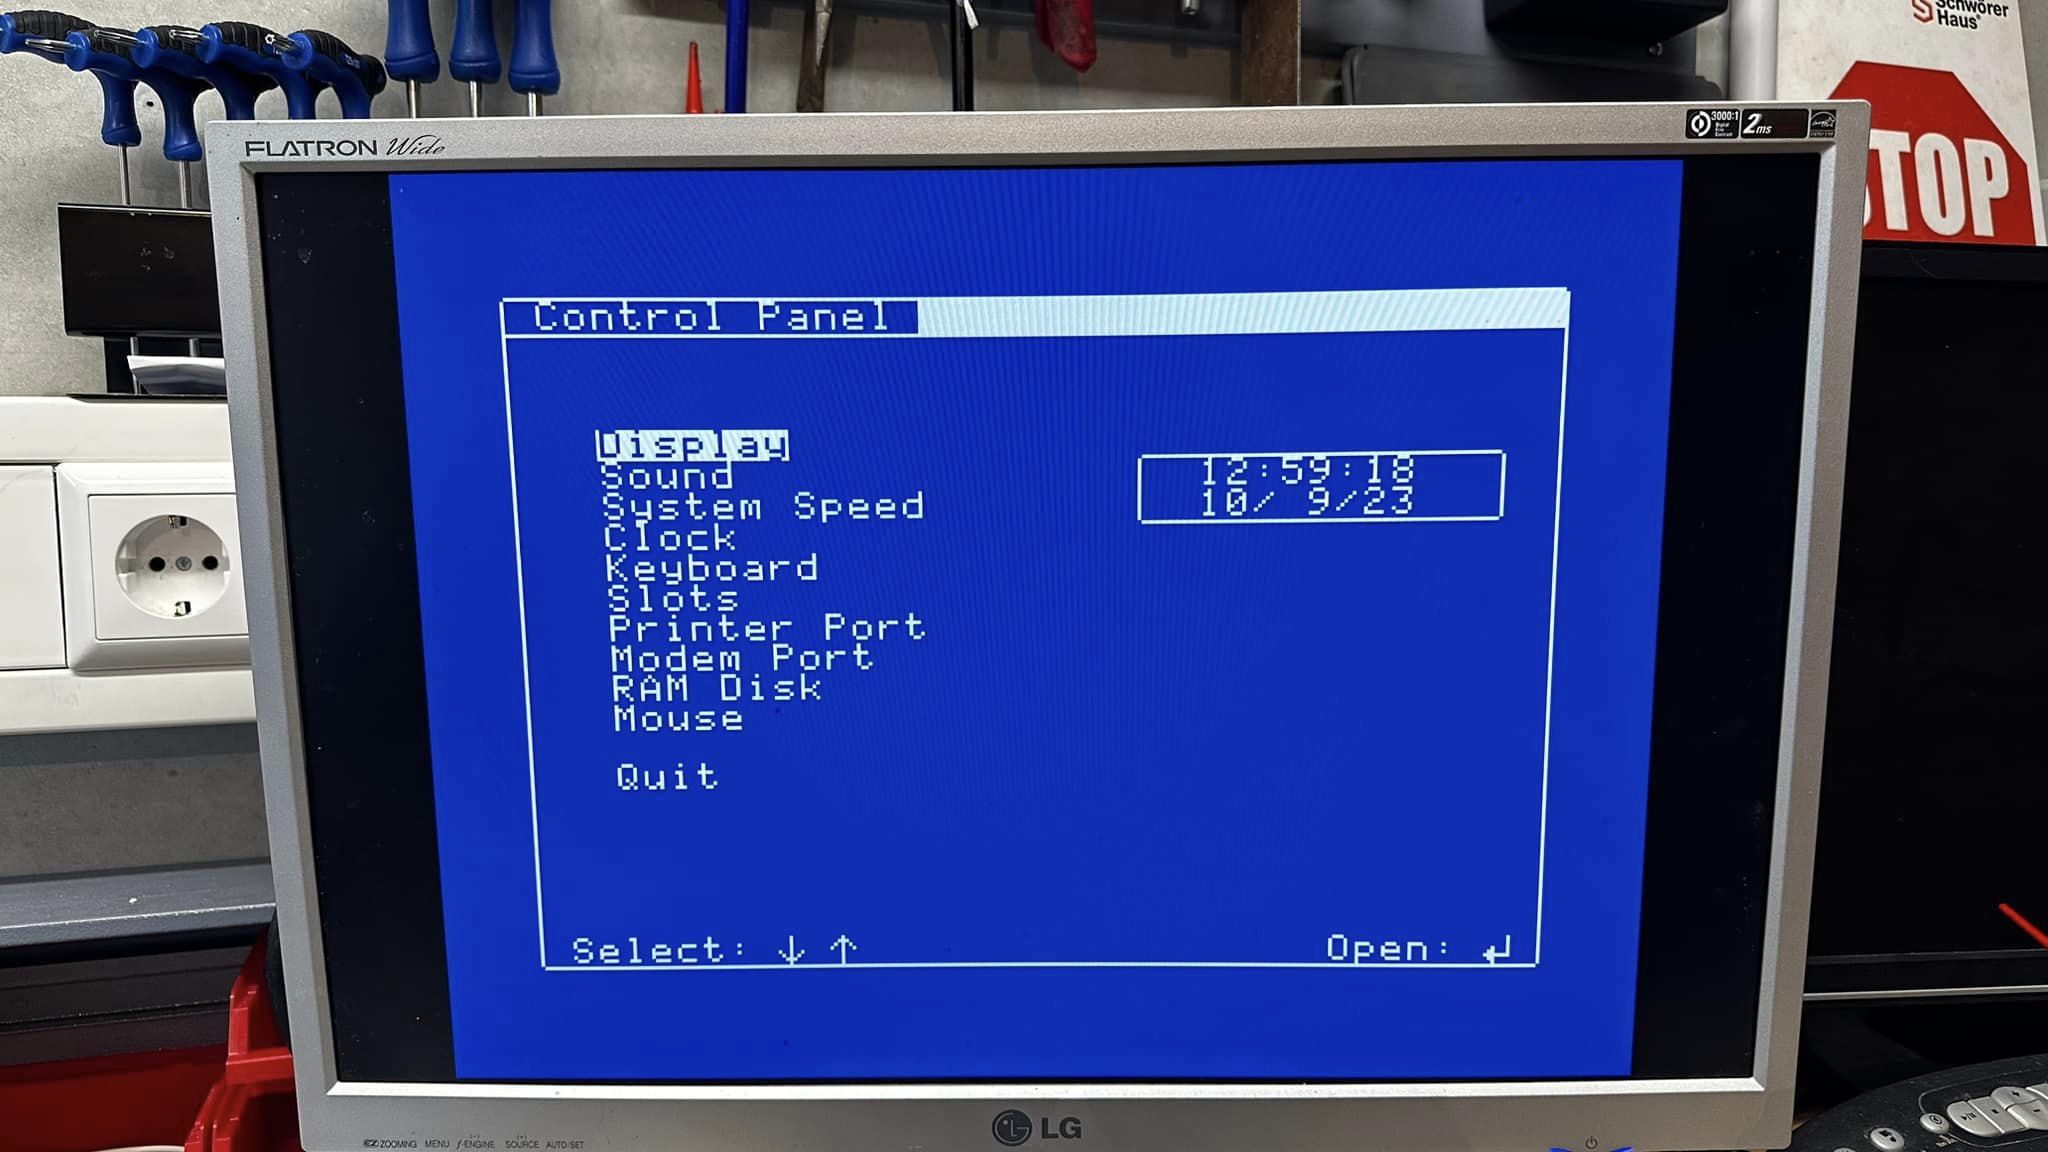 Schwörer
Haus®
FLATRON Wide
3000:1
2ms
STOP
Control Panel
Display
Sound
12:59:18
System Speed
10/ 9/23
Clock
Keyboard
Slots
Printer Port
Modem Port
RAM Disk
Mouse
Quit
Select: ↓ ↑
Open: ↵
LG
EZ ZOOMING MENU f-ENGINE SOURCE AUTO/SET